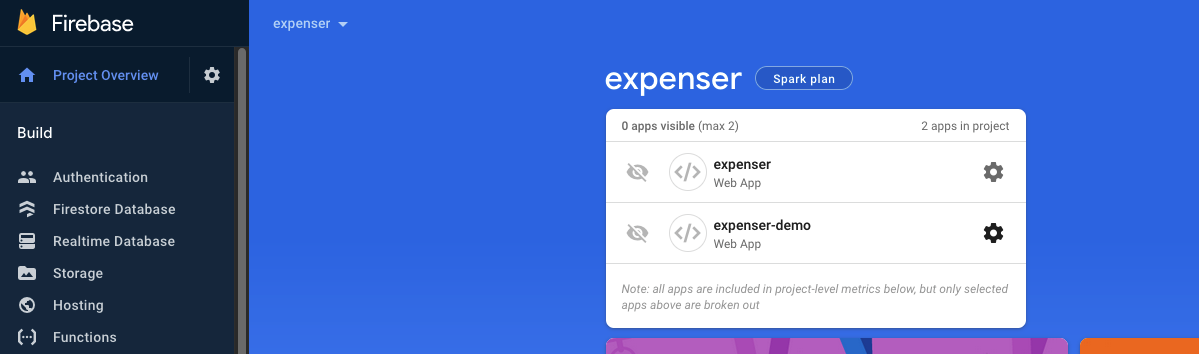 Firebase
expenser
Project Overview
expenser
Spark plan
0 apps visible (max 2)
2 apps in project
Build
expenser
Web App
Authentication
Firestore Database
expenser-demo
Realtime Database
Web App
Storage
Note: all apps are included in project-level metrics below, but only selected
apps above are broken out
Hosting
Functions